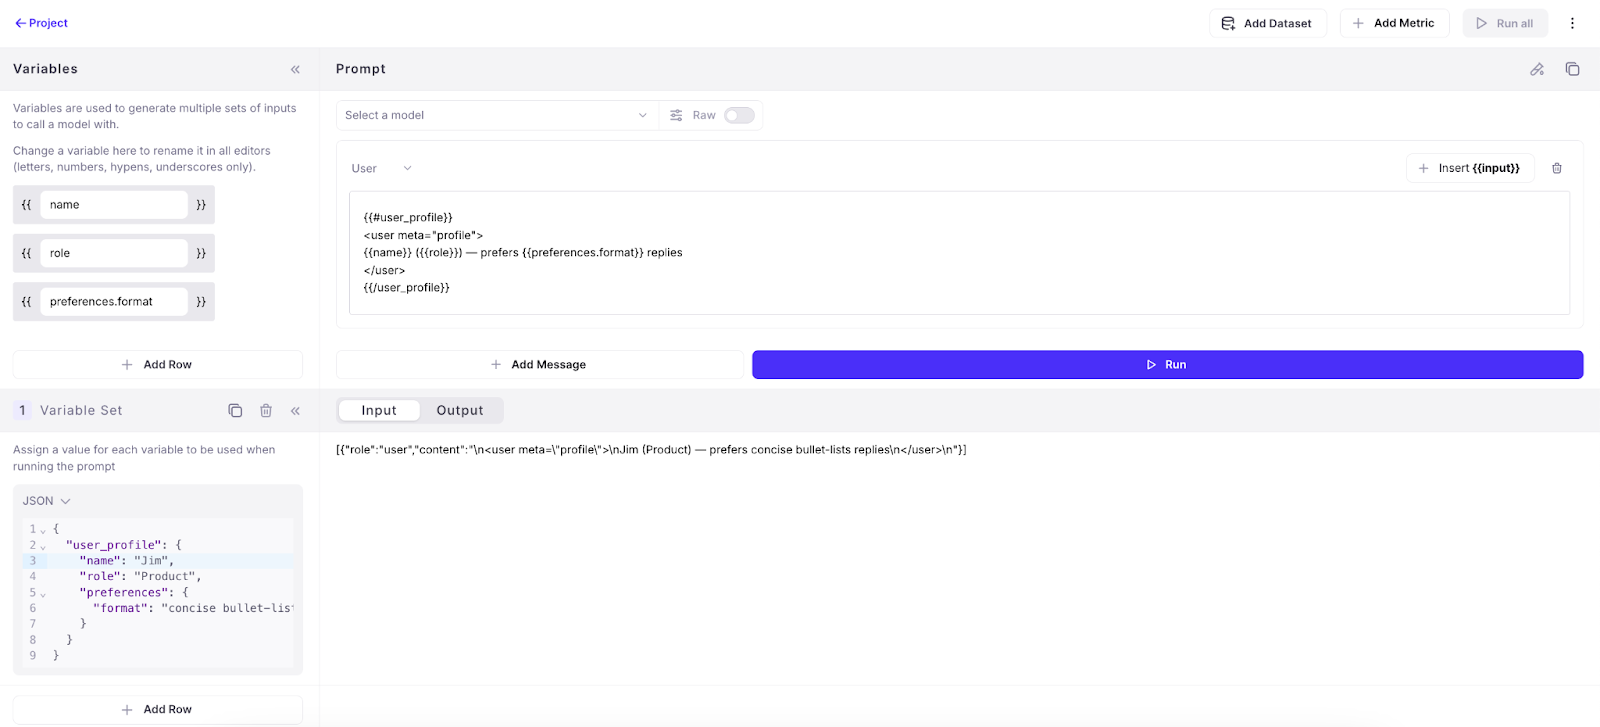 Project
Add Dataset
Add Metric
Run all
Variables
Prompt
Variables are used to generate multiple sets of inputs
to call a model with.
Change a variable here to rename it in all editors
(letters, numbers, hypens, underscores only).
{{ name }}
{{ role }}
{{ preferences.format }}
Add Row
Select a model
Raw
User
Insert {{input}}
{{#user_profile}}
<user meta="profile">
{{name}} ({{role}}) — prefers {{preferences.format}} replies
</user>
{{/user_profile}}
Add Message
Run
1 Variable Set
Input
Output
Assign a value for each variable to be used when
running the prompt
JSON
1 {
2 "user_profile": {
3 "name": "Jim",
4 "role": "Product",
5 "preferences": {
6 "format": "concise bullet-list
7 }
8 }
9 }
Add Row
[{"role":"user","content":"\n<user meta=\"profile\">\nJim (Product) — prefers concise bullet-lists replies\n</user>\n"}]